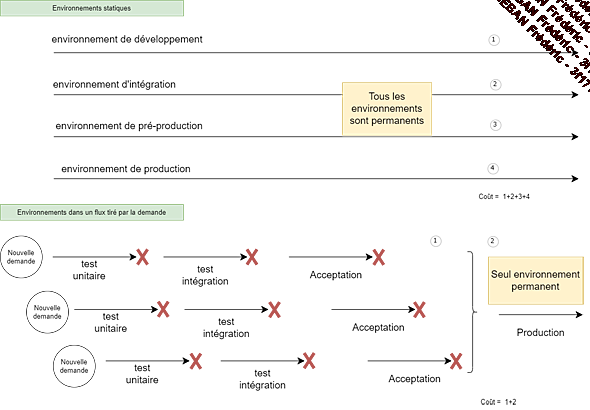 Environnements statiques
environnement de développement
1
environnement d'intégration
2
Tous les
environnements
sont permanents
environnement de pré-production
3
environnement de production
4
Coût = 1+2+3+4
Environnements dans un flux tiré par la demande
1
2
Nouvelle
demande
test
unitaire
test
intégration
Acceptation
Seul environnement
permanent
Nouvelle
demande
test
unitaire
test
intégration
Acceptation
Production
Nouvelle
demande
test
unitaire
test
intégration
Acceptation
Coût = 1+2